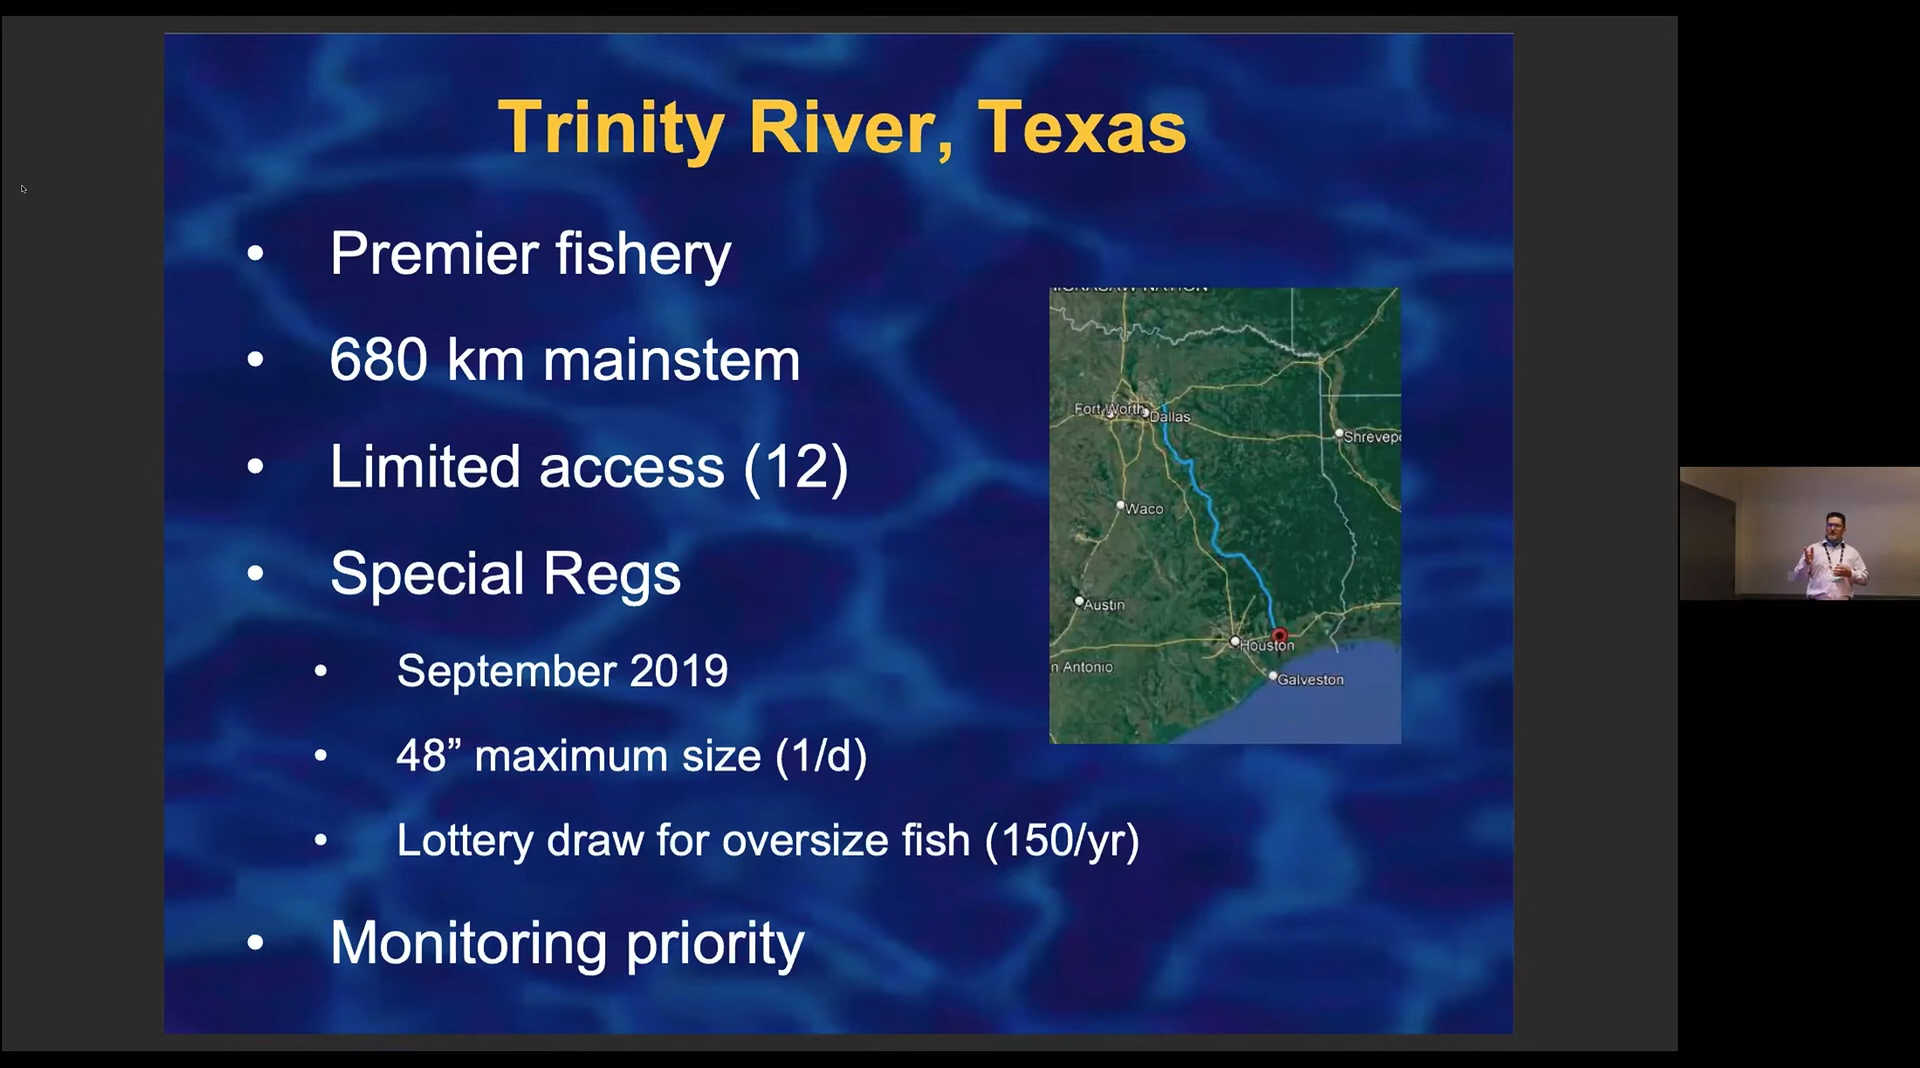 Trinity River, Texas
• Premier fishery
• 680 km mainstem
• Limited access (12)
• Special Regs
• September 2019
• 48” maximum size (1/d)
• Lottery draw for oversize fish (150/yr)
• Monitoring priority
NATION
Fort Worth
Dallas
Shrevep
Waco
Austin
Houston
n Antonio
Galveston